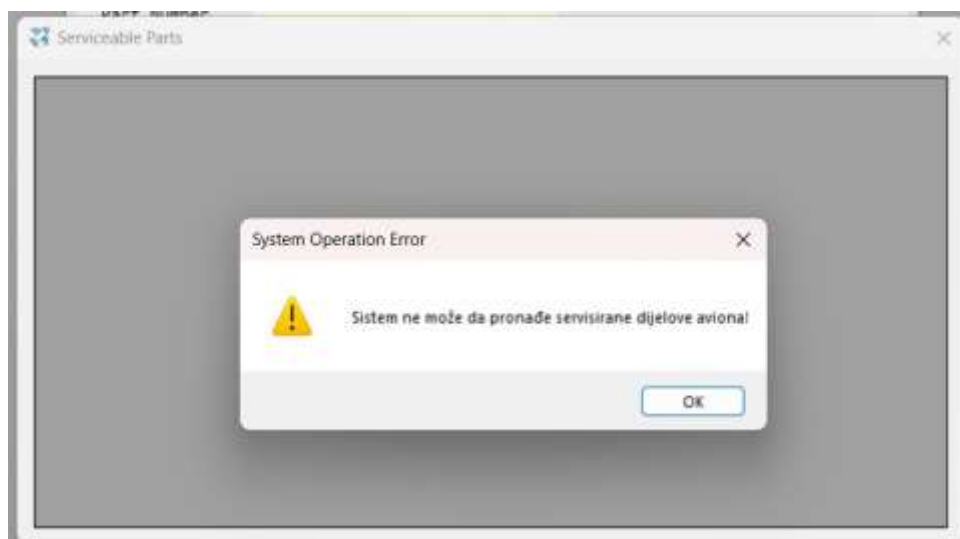 Serviceable Parts
System Operation Error
Sistem ne može da pronađe servisirane dijelove aviona!
OK